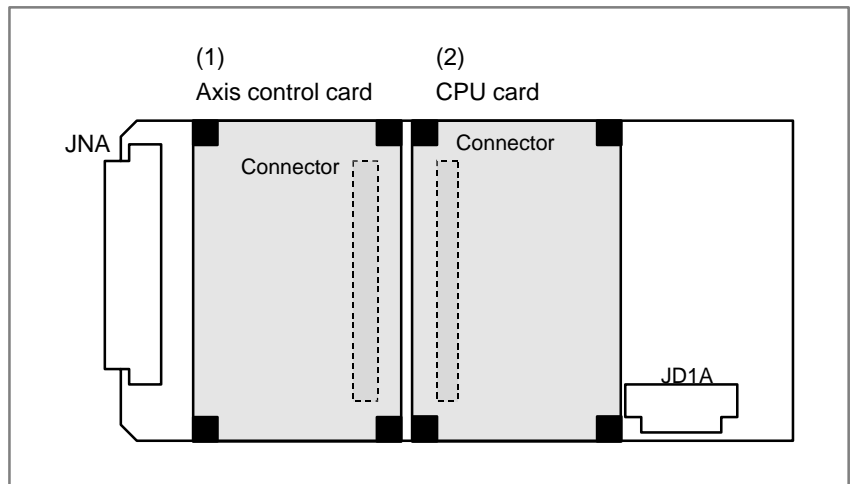 (1)
Axis control card
(2)
CPU card
JNA
Connector
Connector
JD1A